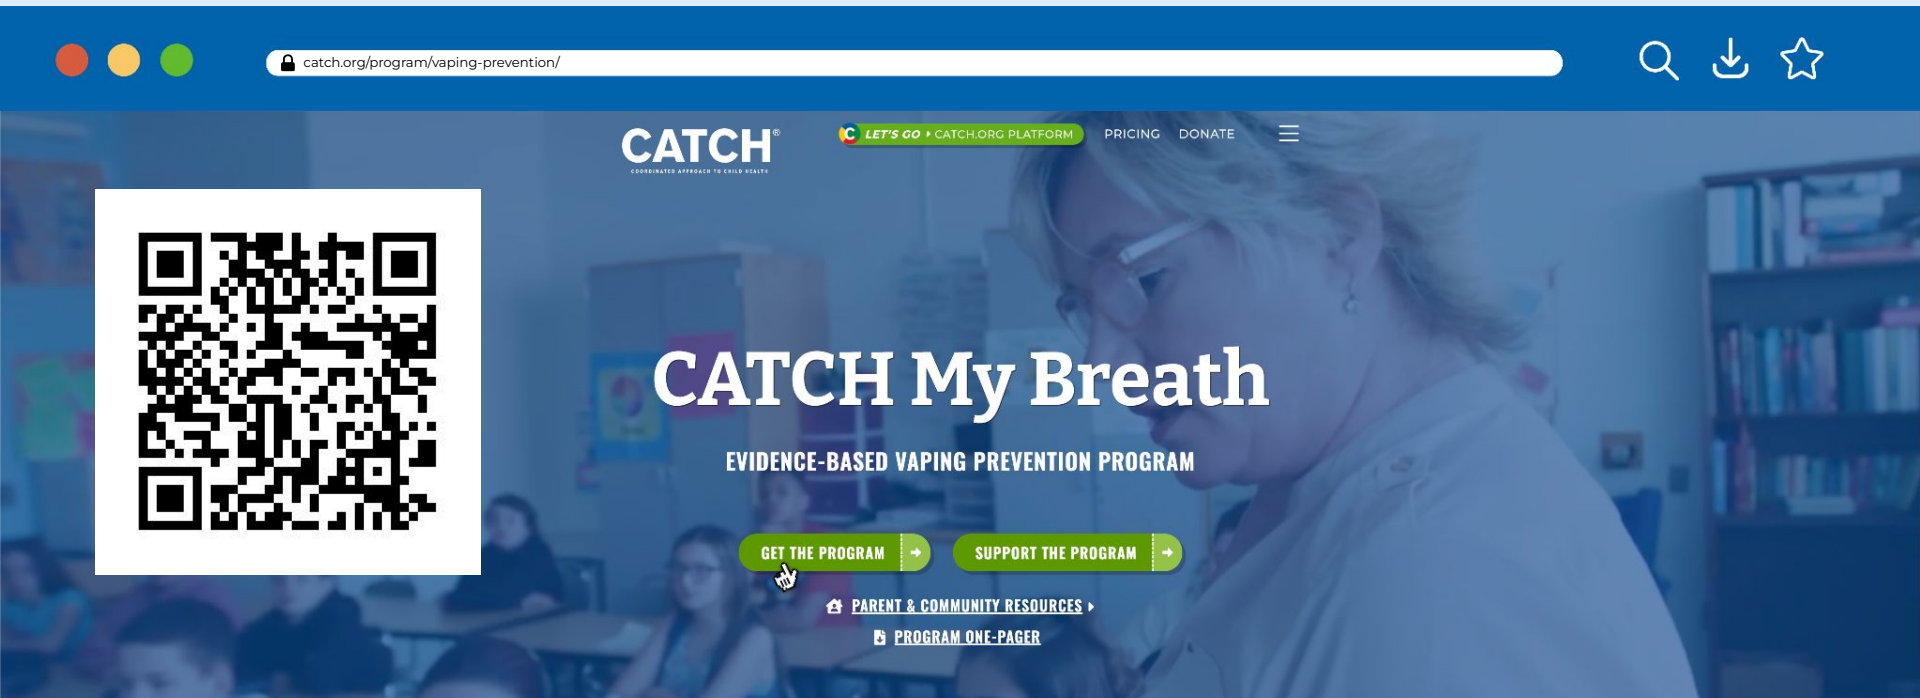 catch.org/program/vaping-prevention/
CATCH®
COORDINATED APPROACH TO CHILD HEALTH
C LET'S GO CATCH.ORG PLATFORM
PRICING
DONATE
CATCH My Breath
EVIDENCE-BASED VAPING PREVENTION PROGRAM
GET THE PROGRAM
SUPPORT THE PROGRAM
PARENT & COMMUNITY RESOURCES
PROGRAM ONE-PAGER